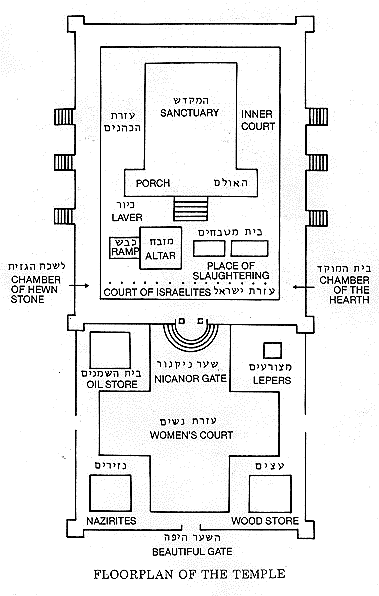 המקדש
SANCTUARY
עזרת
הכהנים
INNER
COURT
PORCH
האולם
כיור
LAVER
כבש
RAMP
מזבח
ALTAR
בית מטבחים
PLACE OF
SLAUGHTERING
לשכת הגזית
CHAMBER
OF HEWN
STONE
בית המוקד
CHAMBER
OF THE
HEARTH
COURT OF ISRAELITES עזרת ישראל
שער ניקנור
NICANOR GATE
בית השמנים
OIL STORE
מצורעים
LEPERS
עזרת נשים
WOMEN'S COURT
נזירים
NAZIRITES
עצים
WOOD STORE
השער היפה
BEAUTIFUL GATE
FLOORPLAN OF THE TEMPLE